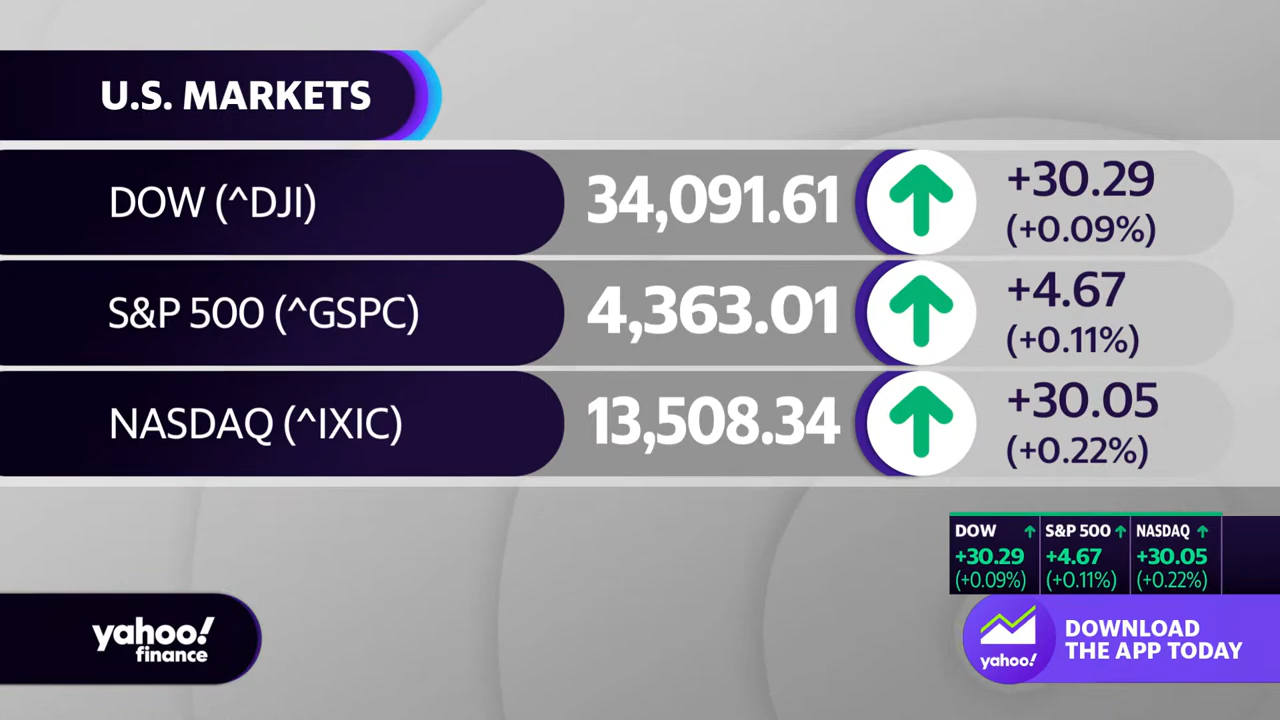 U.S. MARKETS
DOW (^DJI) 34,091.61 +30.29
(+0.09%)
S&P 500 (^GSPC) 4,363.01 +4.67
(+0.11%)
NASDAQ (^IXIC) 13,508.34 +30.05
(+0.22%)
DOW S&P 500 NASDAQ
+30.29 +4.67 +30.05
(+0.09%) (+0.11%) (+0.22%)
yahoo!
finance
yahoo!
DOWNLOAD
THE APP TODAY